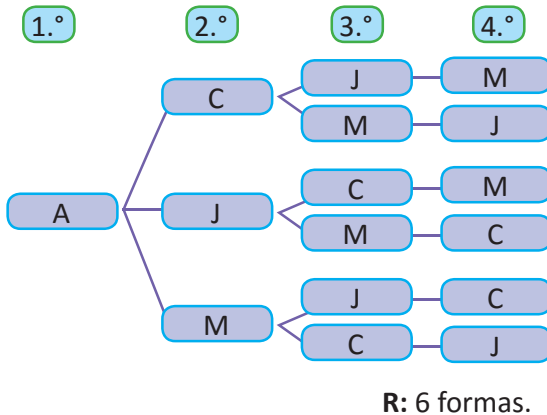 1.° 2.° 3.° 4.°
C J M
M J
A J C M
M C
M J C
C J
R: 6 formas.